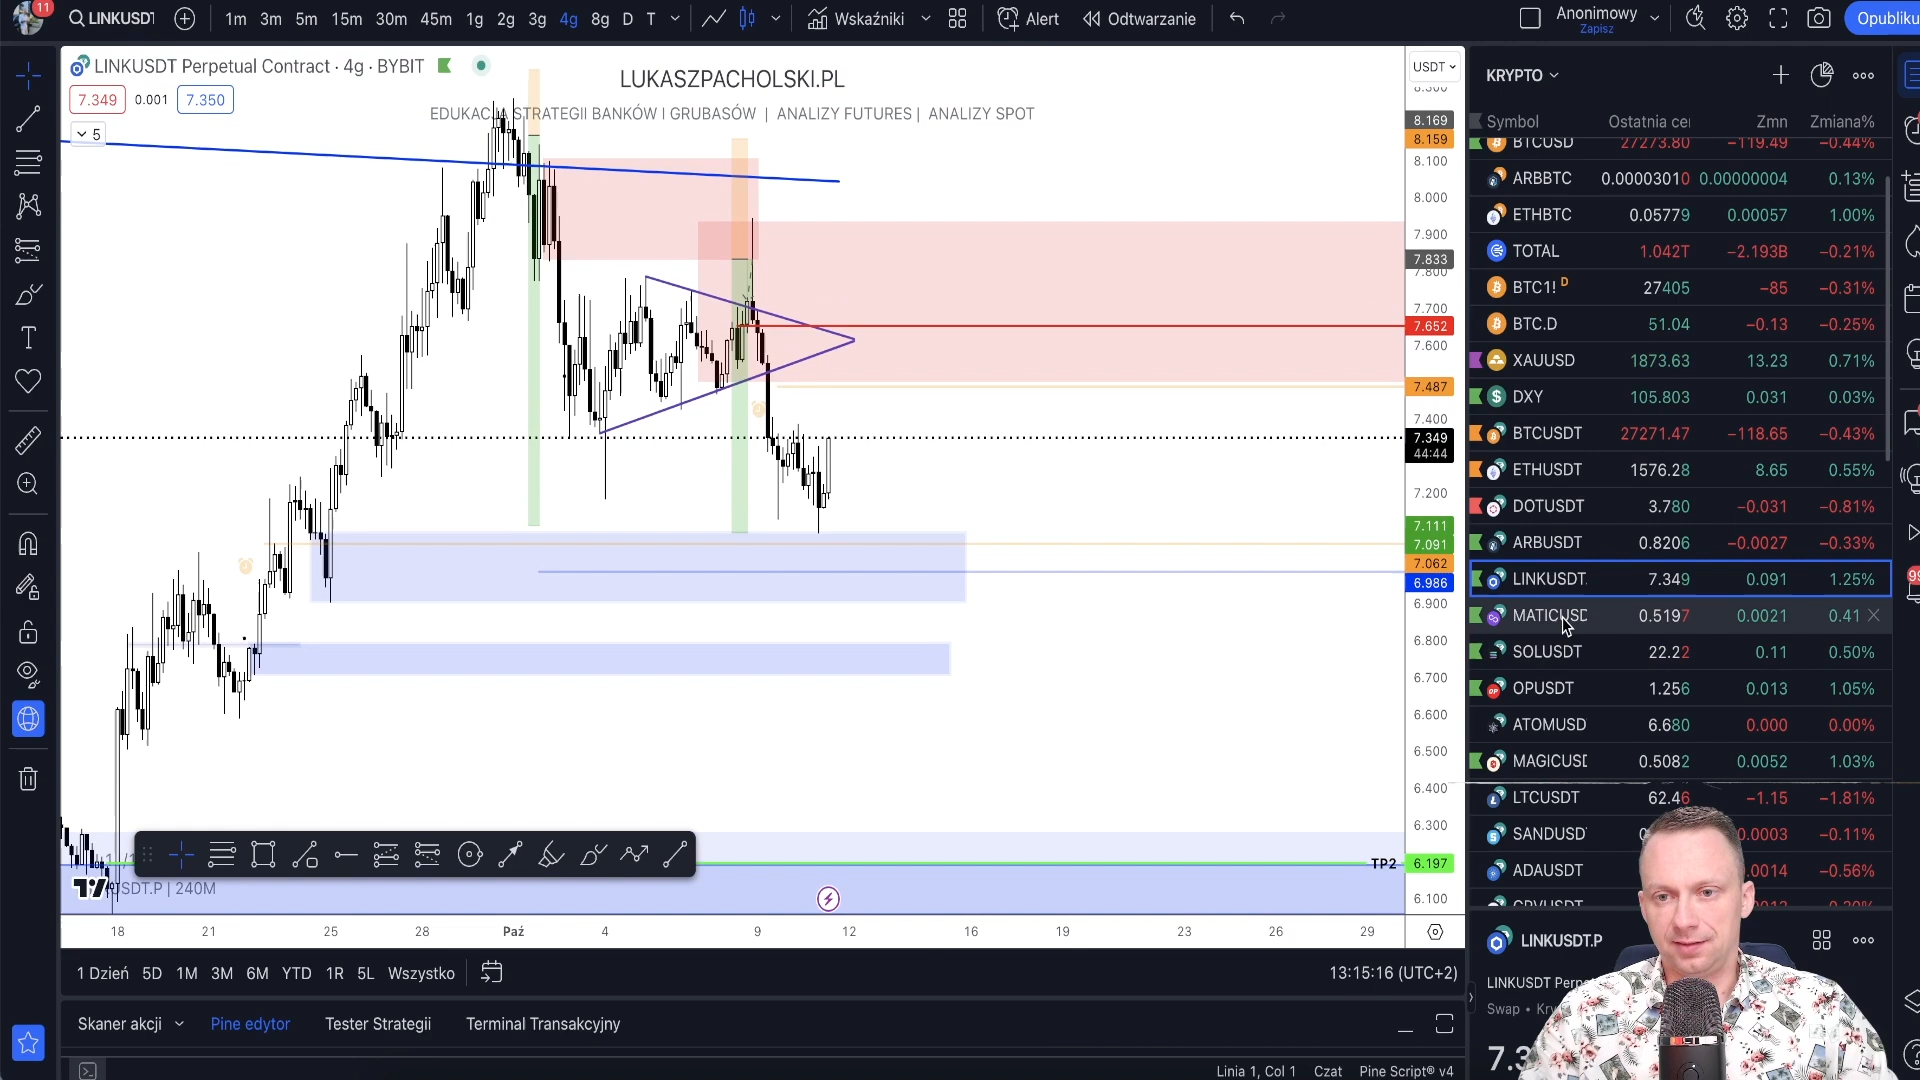 11
LINKUSDT
1m 3m 5m 15m 30m 45m 1g 2g 3g 4g 8g D T
Wskaźniki
Alert
Odtwarzanie
Anonimowy
Zapisz
Opubliku
LINKUSDT Perpetual Contract · 4g · BYBIT
7.349 0.001 7.350
5
LUKASZPACHOLSKI.PL
EDUKACJA STRATEGII BANKÓW I GRUBASÓW | ANALIZY FUTURES | ANALIZY SPOT
USDT
8.300
8.169
8.159
8.100
8.000
7.900
7.833
7.800
7.700
7.652
7.600
7.487
7.400
7.349
44:44
7.200
7.111
7.091
7.062
6.986
6.900
6.800
6.700
6.600
6.500
6.400
6.300
TP2 6.197
6.100
USDT.P | 240M
18 21 25 28 Paź 4 9 12 16 19 23 26 29
1 Dzień 5D 1M 3M 6M YTD 1R 5L Wszystko
13:15:16 (UTC+2)
Skaner akcji Pine edytor Tester Strategii Terminal Transakcyjny
Linia 1, Col 1 Czat Pine Script® v4
KRYPTO
Symbol Ostatnia cer Zmn Zmiana%
BTCUSD 27273.80 −119.49 −0.44%
ARBBTC 0.00003010 0.00000004 0.13%
ETHBTC 0.05779 0.00057 1.00%
TOTAL 1.042T −2.193B −0.21%
BTC1! D 27405 −85 −0.31%
BTC.D 51.04 −0.13 −0.25%
XAUUSD 1873.63 13.23 0.71%
DXY 105.803 0.031 0.03%
BTCUSDT 27271.47 −118.65 −0.43%
ETHUSDT 1576.28 8.65 0.55%
DOTUSDT 3.780 −0.031 −0.81%
ARBUSDT 0.8206 −0.0027 −0.33%
LINKUSDT. 7.349 0.091 1.25%
MATICUSD 0.5197 0.0021 0.41
SOLUSDT 22.22 0.11 0.50%
OPUSDT 1.256 0.013 1.05%
ATOMUSD 6.680 0.000 0.00%
MAGICUSD 0.5082 0.0052 1.03%
LTCUSDT 62.46 −1.15 −1.81%
SANDUSD 0.0003 −0.11%
ADAUSDT .0014 −0.56%
LINKUSDT.P
LINKUSDT Perp
Swap • Kry
7.3
99